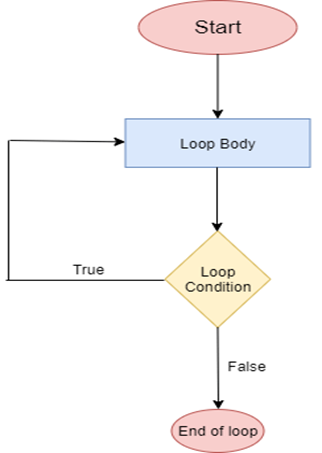 Start
Loop Body
Loop
Condition
True
False
End of loop